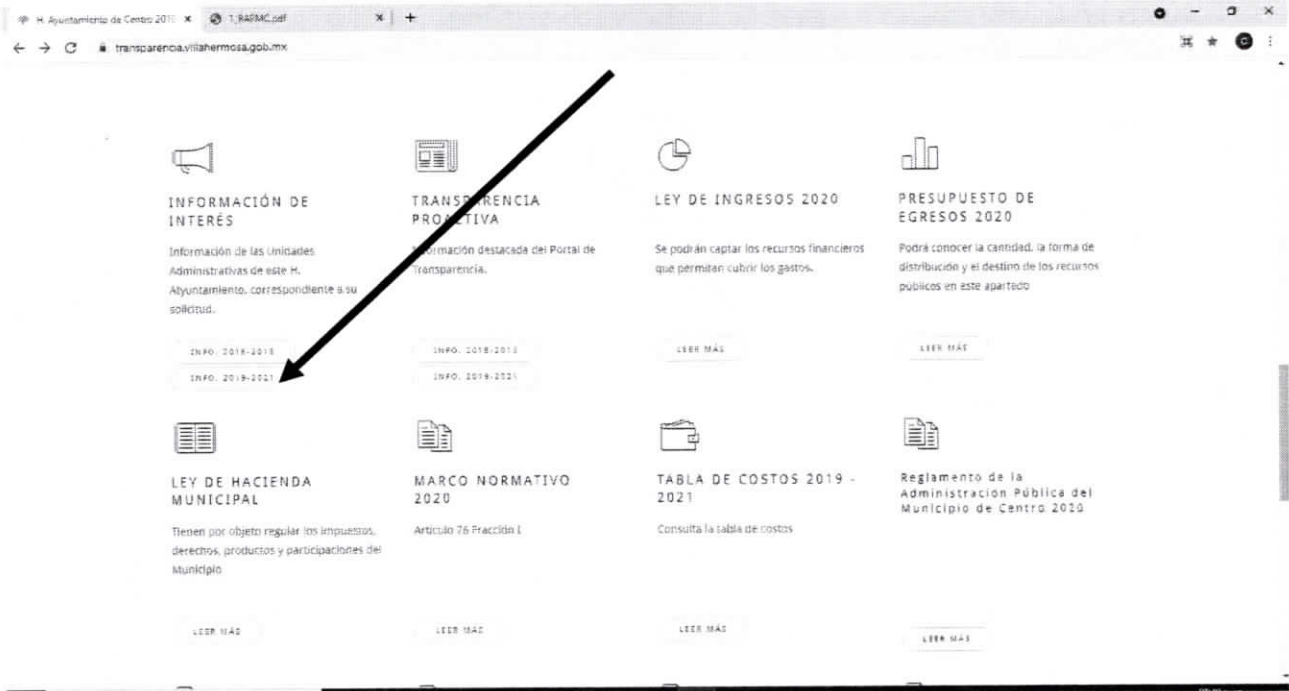 H. Ayuntamiento de Centro 201
1_RAPMC.pdf
transparencia.villahermosa.gob.mx
INFORMACIÓN DE
INTERÉS
Información de las Unidades
Administrativas de este H.
Atyuntamiento, correspondiente a su
solicitud.
INFO. 2016-2018
INFO. 2019-2021
TRANSPARENCIA
PROACTIVA
Información destacada del Portal de
Transparencia.
INFO. 2016-2018
INFO. 2019-2021
LEY DE INGRESOS 2020
Se podrán captar los recursos financieros
que permitan cubrir los gastos.
LEER MÁS
PRESUPUESTO DE
EGRESOS 2020
Podrá conocer la cantidad, la forma de
distribución y el destino de los recursos
públicos en este apartado
LEER MÁS
LEY DE HACIENDA
MUNICIPAL
Tienen por objeto regular los impuestos,
derechos, productos y participaciones del
Municipio
LEER MÁS
MARCO NORMATIVO
2020
Articulo 76 Fracción I
LEER MÁS
TABLA DE COSTOS 2019 -
2021
Consulta la tabla de costos
LEER MÁS
Reglamento de la
Administración Pública del
Municipio de Centro 2020
LEER MÁS